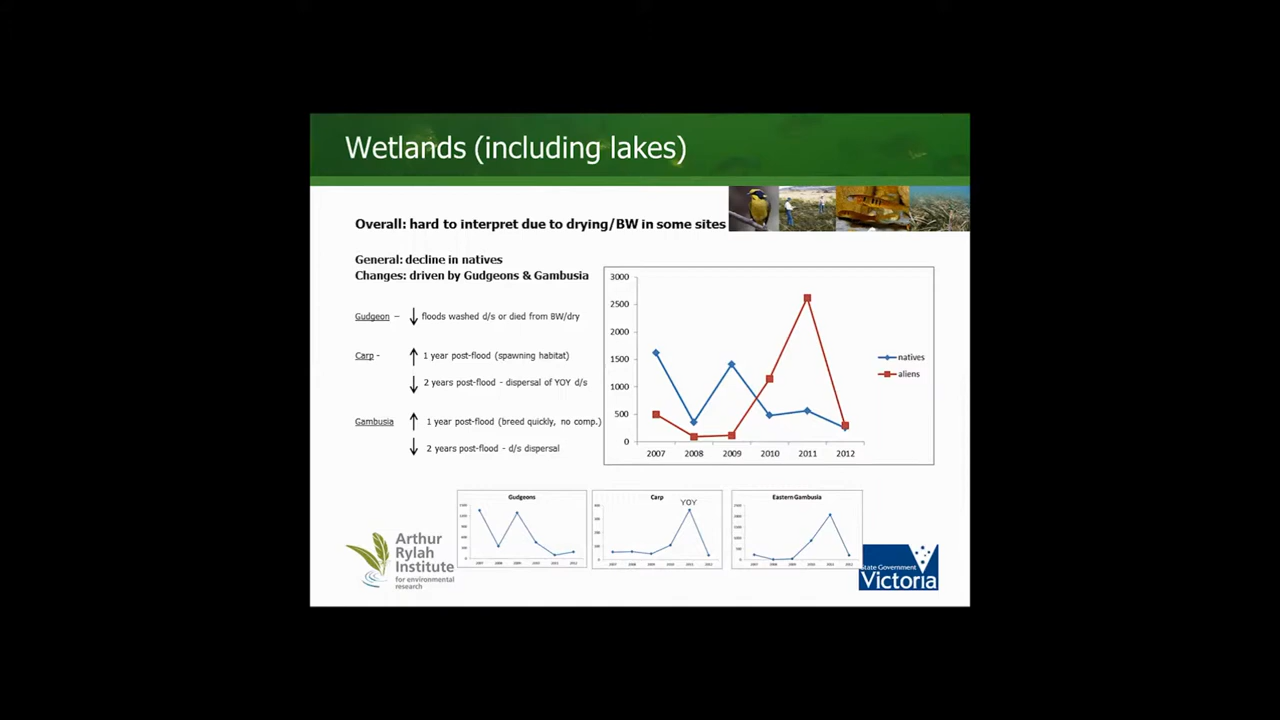 Wetlands (including lakes)
Overall: hard to interpret due to drying/BW in some sites
General: decline in natives
Changes: driven by Gudgeons & Gambusia
Gudgeon – ↓ floods washed d/s or died from BW/dry
Carp - ↑ 1 year post-flood (spawning habitat)
↓ 2 years post-flood - dispersal of YOY d/s
Gambusia ↑ 1 year post-flood (breed quickly, no comp.)
↓ 2 years post-flood - d/s dispersal
3000
2500
2000
1500
1000
500
0
2007 2008 2009 2010 2011 2012
natives
aliens
Gudgeons
Carp
YOY
Eastern Gambusia
Arthur
Rylah
Institute
for environmental
research
State Government
Victoria